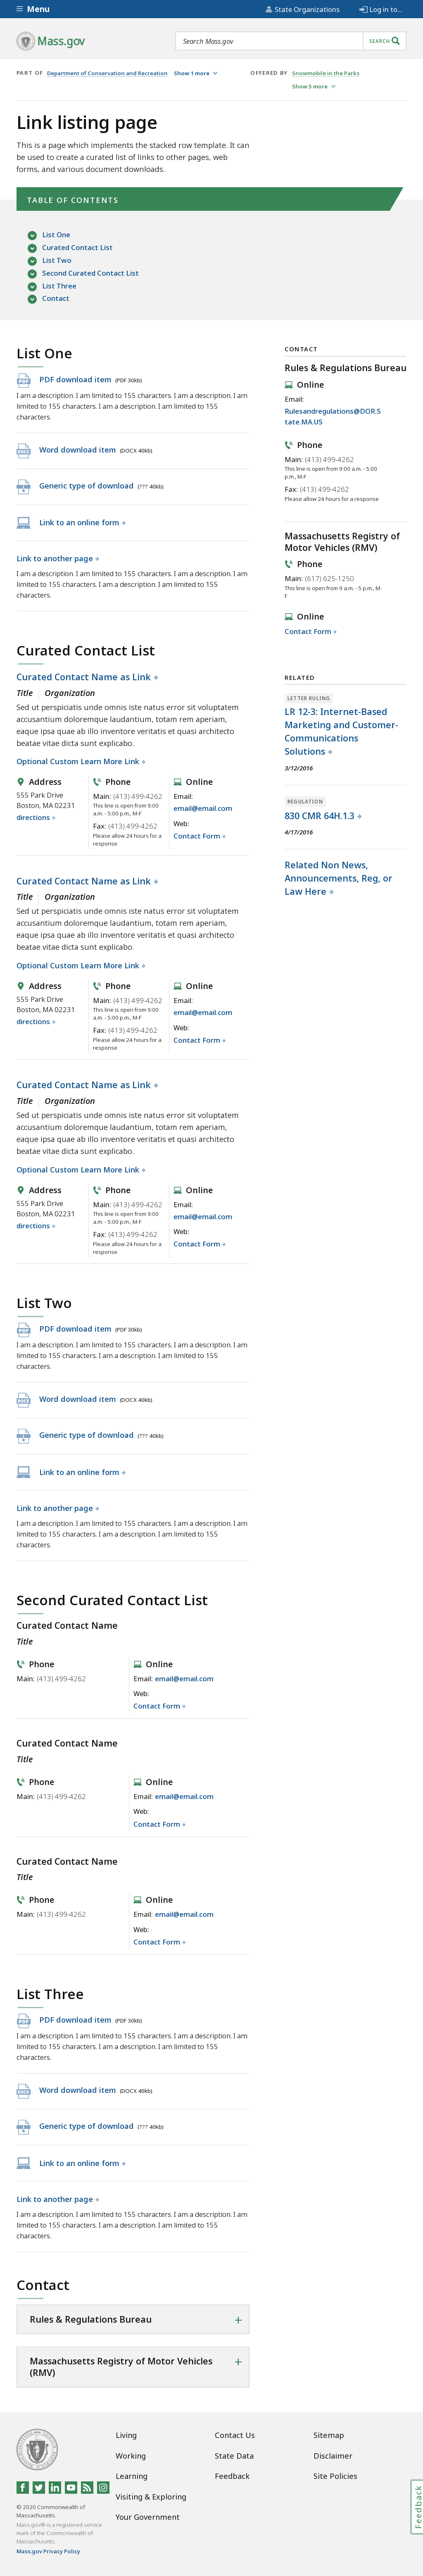 Menu
State Organizations
Log in to...
Mass.gov
Search Mass.gov
SEARCH
PART OF Department of Conservation and Recreation Show 1 more
OFFERED BY Snowmobile in the Parks
Show 5 more
Link listing page
This is a page which implements the stacked row template. It can
be used to create a curated list of links to other pages, web
forms, and various document downloads.
TABLE OF CONTENTS
List One
Curated Contact List
List Two
Second Curated Contact List
List Three
Contact
List One
PDF download item (PDF 30kb)
I am a description. I am limited to 155 characters. I am a description. I am
limited to 155 characters. I am a description. I am limited to 155
characters.
Word download item (DOCX 40kb)
Generic type of download (??? 40kb)
Link to an online form
Link to another page
I am a description. I am limited to 155 characters. I am a description. I am
limited to 155 characters. I am a description. I am limited to 155
characters.
CONTACT
Rules & Regulations Bureau
Online
Email:
Rulesandregulations@DOR.S
tate.MA.US
Phone
Main: (413) 499-4262
This line is open from 9:00 a.m. - 5:00
p.m., M-F
Fax: (413) 499-4262
Please allow 24 hours for a response
Massachusetts Registry of
Motor Vehicles (RMV)
Phone
Main: (617) 625-1250
This line is open from 9 a.m. - 5 p.m., M-
F
Online
Contact Form
RELATED
LETTER RULING
LR 12-3: Internet-Based
Marketing and Customer-
Communications
Solutions
3/12/2016
REGULATION
830 CMR 64H.1.3
4/17/2016
Related Non News,
Announcements, Reg, or
Law Here
Curated Contact List
Curated Contact Name as Link
Title Organization
Sed ut perspiciatis unde omnis iste natus error sit voluptatem
accusantium doloremque laudantium, totam rem aperiam,
eaque ipsa quae ab illo inventore veritatis et quasi architecto
beatae vitae dicta sunt explicabo.
Optional Custom Learn More Link
Address
555 Park Drive
Boston, MA 02231
directions
Phone
Main: (413) 499-4262
This line is open from 9:00
a.m. - 5:00 p.m., M-F
Fax: (413) 499-4262
Please allow 24 hours for a
response
Online
Email:
email@email.com
Web:
Contact Form
Curated Contact Name as Link
Title Organization
Sed ut perspiciatis unde omnis iste natus error sit voluptatem
accusantium doloremque laudantium, totam rem aperiam,
eaque ipsa quae ab illo inventore veritatis et quasi architecto
beatae vitae dicta sunt explicabo.
Optional Custom Learn More Link
Address
555 Park Drive
Boston, MA 02231
directions
Phone
Main: (413) 499-4262
This line is open from 9:00
a.m. - 5:00 p.m., M-F
Fax: (413) 499-4262
Please allow 24 hours for a
response
Online
Email:
email@email.com
Web:
Contact Form
Curated Contact Name as Link
Title Organization
Sed ut perspiciatis unde omnis iste natus error sit voluptatem
accusantium doloremque laudantium, totam rem aperiam,
eaque ipsa quae ab illo inventore veritatis et quasi architecto
beatae vitae dicta sunt explicabo.
Optional Custom Learn More Link
Address
555 Park Drive
Boston, MA 02231
directions
Phone
Main: (413) 499-4262
This line is open from 9:00
a.m. - 5:00 p.m., M-F
Fax: (413) 499-4262
Please allow 24 hours for a
response
Online
Email:
email@email.com
Web:
Contact Form
List Two
PDF download item (PDF 30kb)
I am a description. I am limited to 155 characters. I am a description. I am
limited to 155 characters. I am a description. I am limited to 155
characters.
Word download item (DOCX 40kb)
Generic type of download (??? 40kb)
Link to an online form
Link to another page
I am a description. I am limited to 155 characters. I am a description. I am
limited to 155 characters. I am a description. I am limited to 155
characters.
Second Curated Contact List
Curated Contact Name
Title
Phone
Main: (413) 499-4262
Online
Email: email@email.com
Web:
Contact Form
Curated Contact Name
Title
Phone
Main: (413) 499-4262
Online
Email: email@email.com
Web:
Contact Form
Curated Contact Name
Title
Phone
Main: (413) 499-4262
Online
Email: email@email.com
Web:
Contact Form
List Three
PDF download item (PDF 30kb)
I am a description. I am limited to 155 characters. I am a description. I am
limited to 155 characters. I am a description. I am limited to 155
characters.
Word download item (DOCX 40kb)
Generic type of download (??? 40kb)
Link to an online form
Link to another page
I am a description. I am limited to 155 characters. I am a description. I am
limited to 155 characters. I am a description. I am limited to 155
characters.
Contact
Rules & Regulations Bureau
Massachusetts Registry of Motor Vehicles
(RMV)
Living
Working
Learning
Visiting & Exploring
Your Government
Contact Us
State Data
Feedback
Sitemap
Disclaimer
Site Policies
© 2020 Commonwealth of
Massachusetts.
Mass.gov® is a registered service
mark of the Commonwealth of
Massachusetts.
Mass.gov Privacy Policy
Feedback